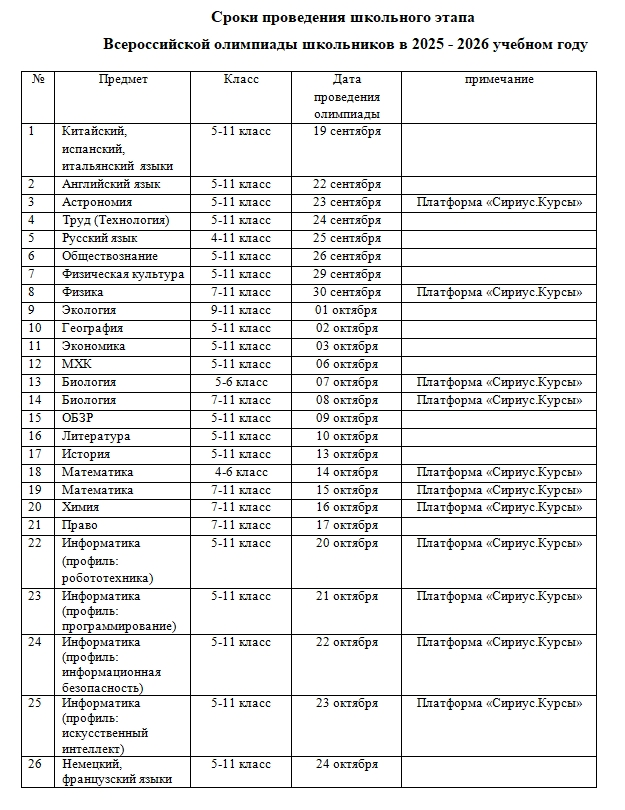 Сроки проведения школьного этапа
Всероссийской олимпиады школьников в 2025 - 2026 учебном году
№ Предмет Класс Дата примечание
проведения
олимпиады
1 Китайский, 5-11 класс 19 сентября
испанский,
итальянский языки
2 Английский язык 5-11 класс 22 сентября
3 Астрономия 5-11 класс 23 сентября Платформа «Сириус.Курсы»
4 Труд (Технология) 5-11 класс 24 сентября
5 Русский язык 4-11 класс 25 сентября
6 Обществознание 5-11 класс 26 сентября
7 Физическая культура 5-11 класс 29 сентября
8 Физика 7-11 класс 30 сентября Платформа «Сириус.Курсы»
9 Экология 9-11 класс 01 октября
10 География 5-11 класс 02 октября
11 Экономика 5-11 класс 03 октября
12 МХК 5-11 класс 06 октября
13 Биология 5-6 класс 07 октября Платформа «Сириус.Курсы»
14 Биология 7-11 класс 08 октября Платформа «Сириус.Курсы»
15 ОБЗР 5-11 класс 09 октября
16 Литература 5-11 класс 10 октября
17 История 5-11 класс 13 октября
18 Математика 4-6 класс 14 октября Платформа «Сириус.Курсы»
19 Математика 7-11 класс 15 октября Платформа «Сириус.Курсы»
20 Химия 7-11 класс 16 октября Платформа «Сириус.Курсы»
21 Право 7-11 класс 17 октября
22 Информатика 5-11 класс 20 октября Платформа «Сириус.Курсы»
(профиль:
робототехника)
23 Информатика 5-11 класс 21 октября Платформа «Сириус.Курсы»
(профиль:
программирование)
24 Информатика 5-11 класс 22 октября Платформа «Сириус.Курсы»
(профиль:
информационная
безопасность)
25 Информатика 5-11 класс 23 октября Платформа «Сириус.Курсы»
(профиль:
искусственный
интеллект)
26 Немецкий, 5-11 класс 24 октября
французский языки